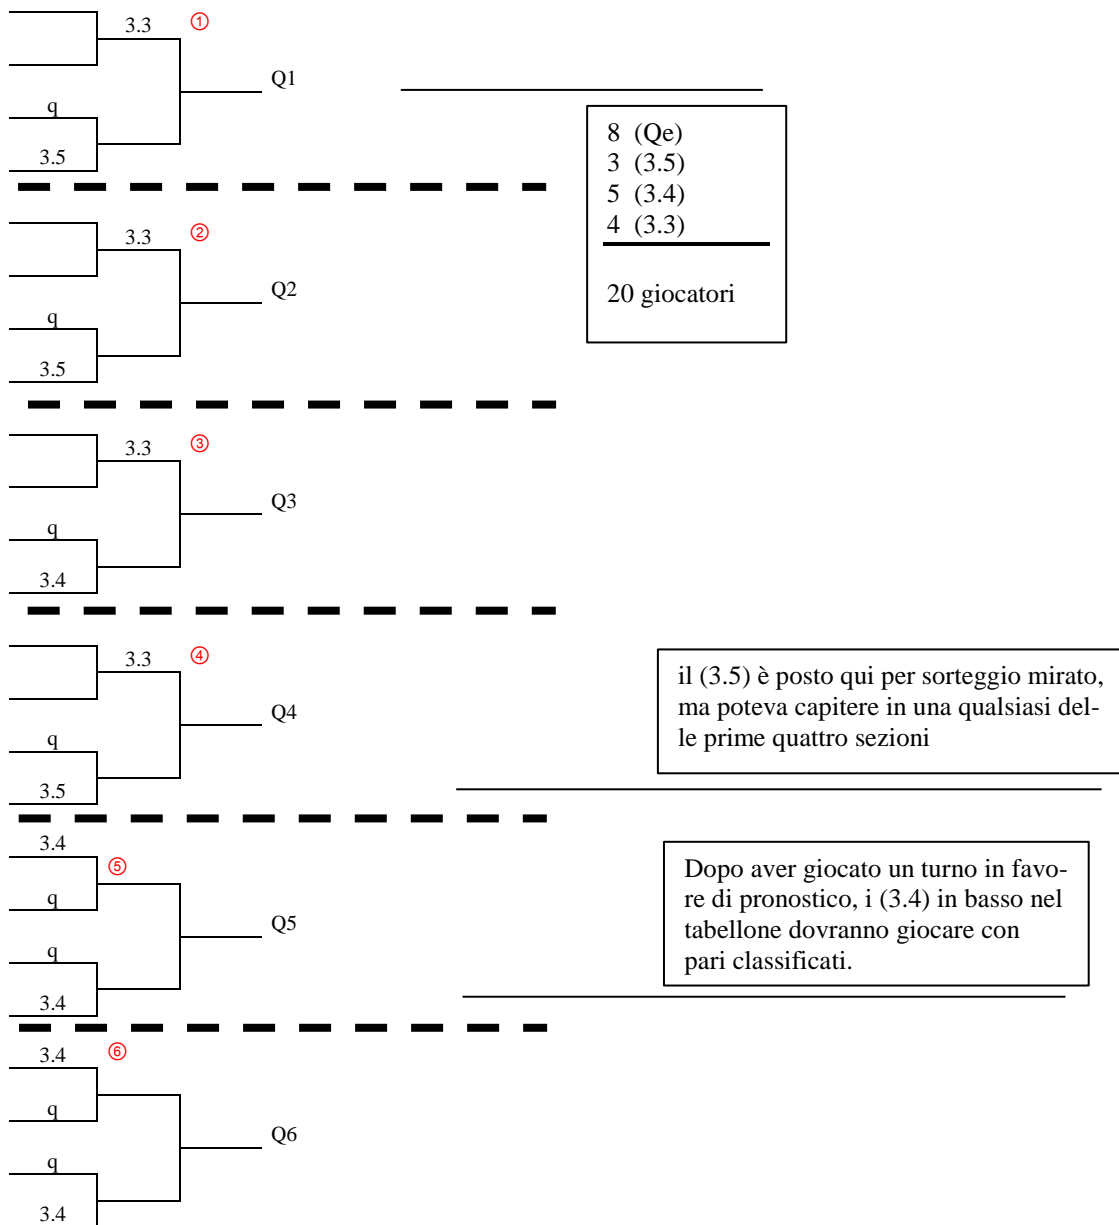 3.3 ①
Q1
q
3.5
8 (Qe)
3 (3.5)
5 (3.4)
4 (3.3)
20 giocatori
3.3 ②
Q2
q
3.5
3.3 ③
Q3
q
3.4
3.3 ④
Q4
q
3.5
il (3.5) è posto qui per sorteggio mirato,
ma poteva capitere in una qualsiasi del-
le prime quattro sezioni
3.4
⑤
q
Q5
q
3.4
Dopo aver giocato un turno in favo-
re di pronostico, i (3.4) in basso nel
tabellone dovranno giocare con
pari classificati.
3.4 ⑥
q
Q6
q
3.4